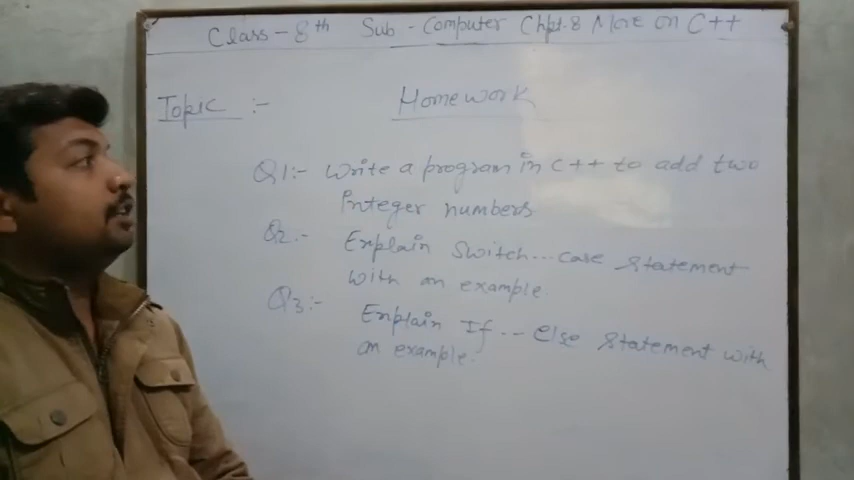 Class - 8th Sub - Computer Chpt. 8 More on C++
Topic :- Homework
Q1:- Write a program in C++ to add two
Integer numbers.
Q2:- Explain Switch...case Statement
with an example.
Q3:- Explain If...Else Statement with
an example.